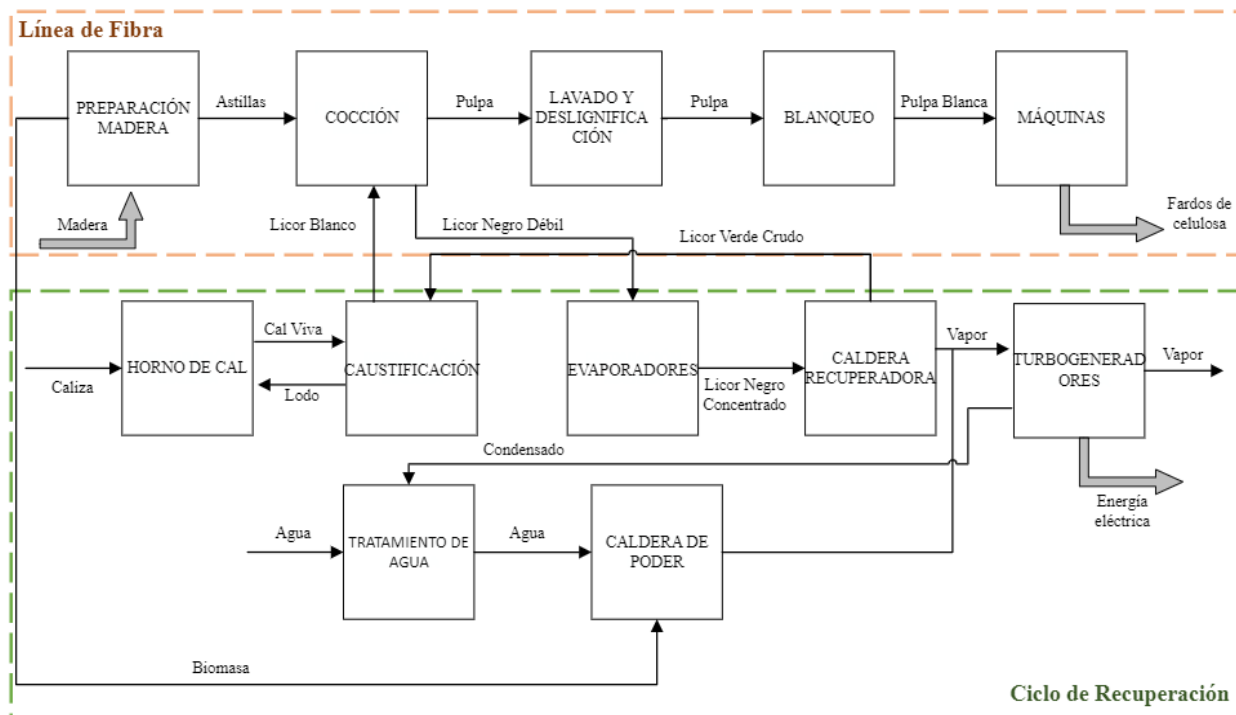 Línea de Fibra
PREPARACIÓN
MADERA
Astillas
COCCIÓN
Pulpa
LAVADO Y
DESLIGNIFICA
CIÓN
Pulpa
BLANQUEO
Pulpa Blanca
MÁQUINAS
Madera
Licor Blanco
Licor Negro Débil
Licor Verde Crudo
Fardos de
celulosa
Caliza
HORNO DE CAL
Cal Viva
Lodo
CAUSTIFICACIÓN
EVAPORADORES
Licor Negro
Concentrado
CALDERA
RECUPERADORA
Vapor
TURBOGENERAD
ORES
Vapor
Condensado
Energía
eléctrica
Agua
TRATAMIENTO DE
AGUA
Agua
CALDERA DE
PODER
Biomasa
Ciclo de Recuperación